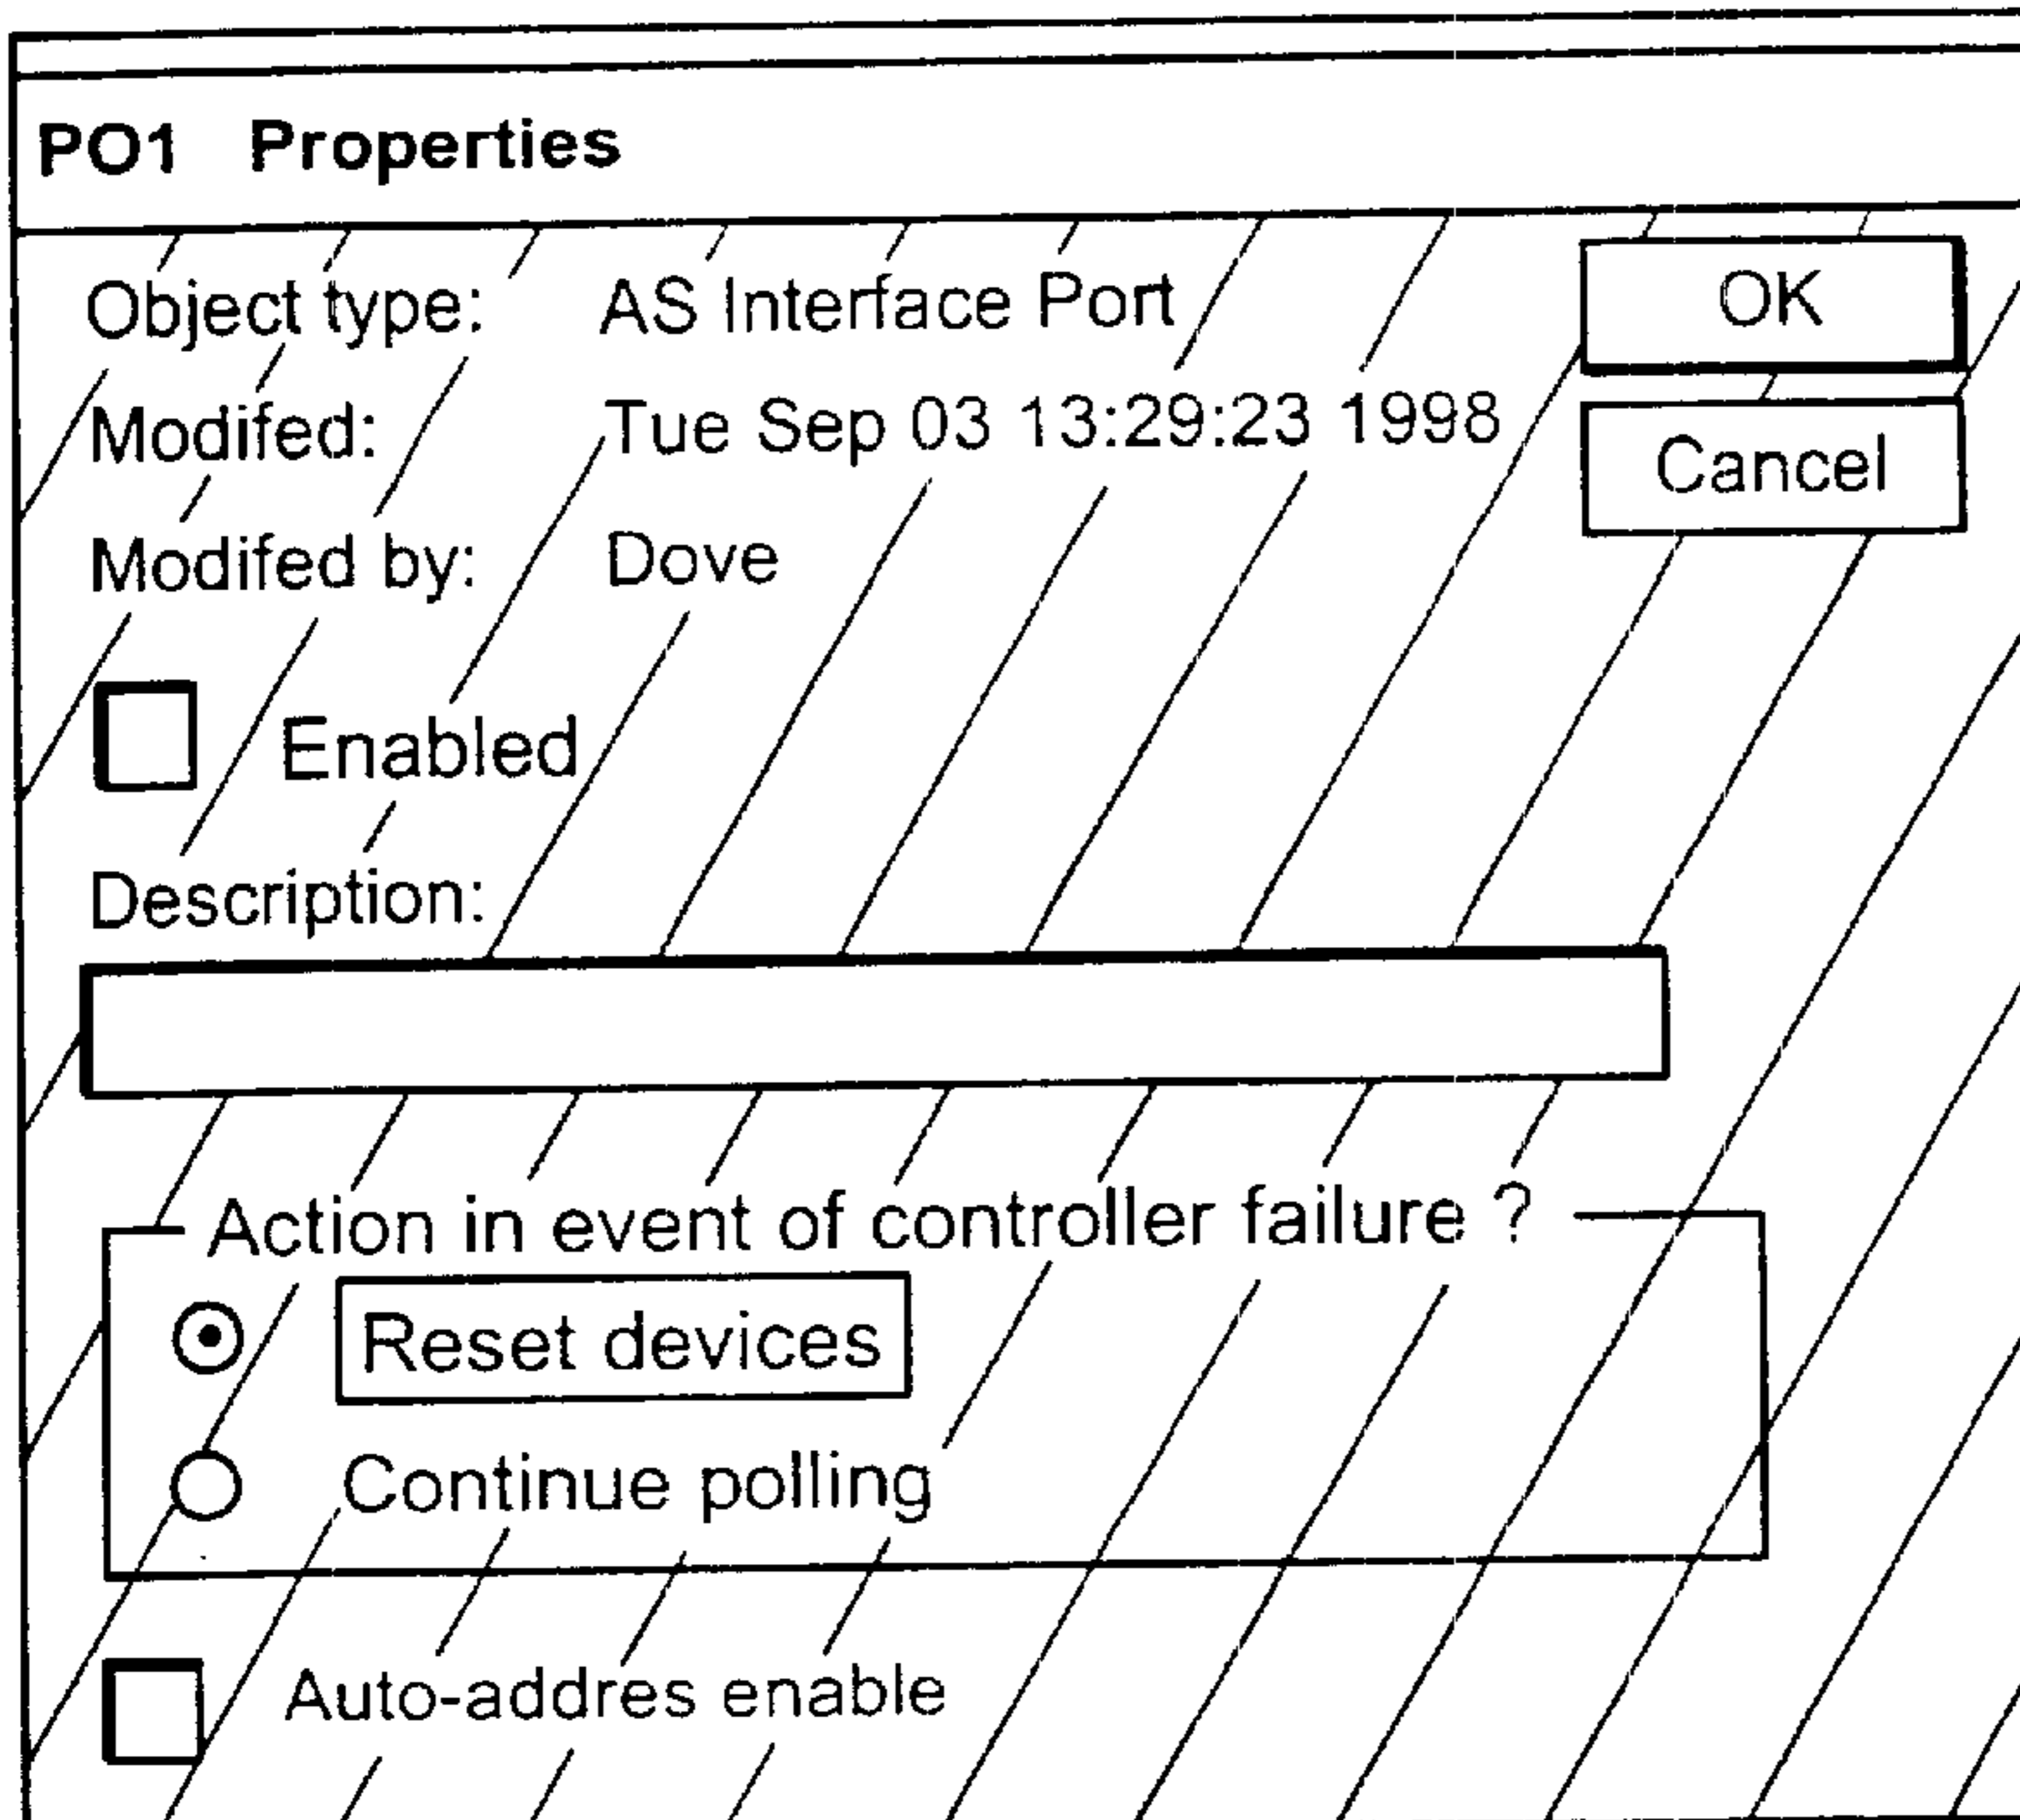 PO1 Properties
Object type: AS Interface Port
OK
Modifed: Tue Sep 03 13:29:23 1998
Cancel
Modifed by: Dove
Enabled
Description:
Action in event of controller failure ?
Reset devices
Continue polling
Auto-addres enable